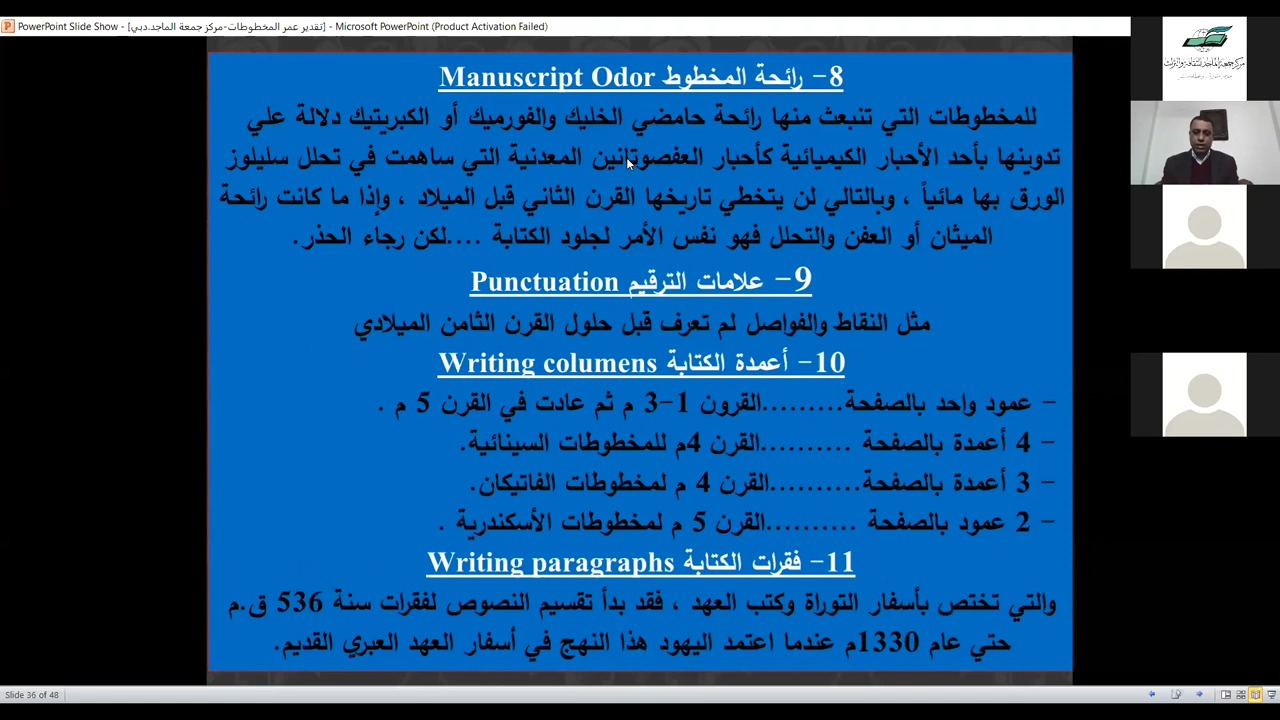 PowerPoint Slide Show - [تقدير عمر المخطوطات-مركز جمعة الماجد.دبي] - Microsoft PowerPoint (Product Activation Failed)
8- رائحة المخطوط Manuscript Odor
للمخطوطات التي تنبعث منها رائحة حامضي الخليك والفورميك أو الكبريتيك دلالة علي
تدوينها بأحد الأحبار الكيميائية كأحبار العفصوتانين المعدنية التي ساهمت في تحلل سليلوز
الورق بها مائياً ، وبالتالي لن يتخطي تاريخها القرن الثاني قبل الميلاد ، وإذا ما كانت رائحة
الميثان أو العفن والتحلل فهو نفس الأمر لجلود الكتابة ....لكن رجاء الحذر.
9- علامات الترقيم Punctuation
مثل النقاط والفواصل لم تعرف قبل حلول القرن الثامن الميلادي
10- أعمدة الكتابة Writing columens
- عمود واحد بالصفحة.........القرون 1-3 م ثم عادت في القرن 5 م .
- 4 أعمدة بالصفحة ..........القرن 4م للمخطوطات السينائية.
- 3 أعمدة بالصفحة..........القرن 4 م لمخطوطات الفاتيكان.
- 2 عمود بالصفحة ..........القرن 5 م لمخطوطات الأسكندرية .
11- فقرات الكتابة Writing paragraphs
والتي تختص بأسفار التوراة وكتب العهد ، فقد بدأ تقسيم النصوص لفقرات سنة 536 ق.م
حتي عام 1330م عندما اعتمد اليهود هذا النهج في أسفار العهد العبري القديم.
مركز جمعة الماجد للثقافة والتراث
Slide 36 of 48